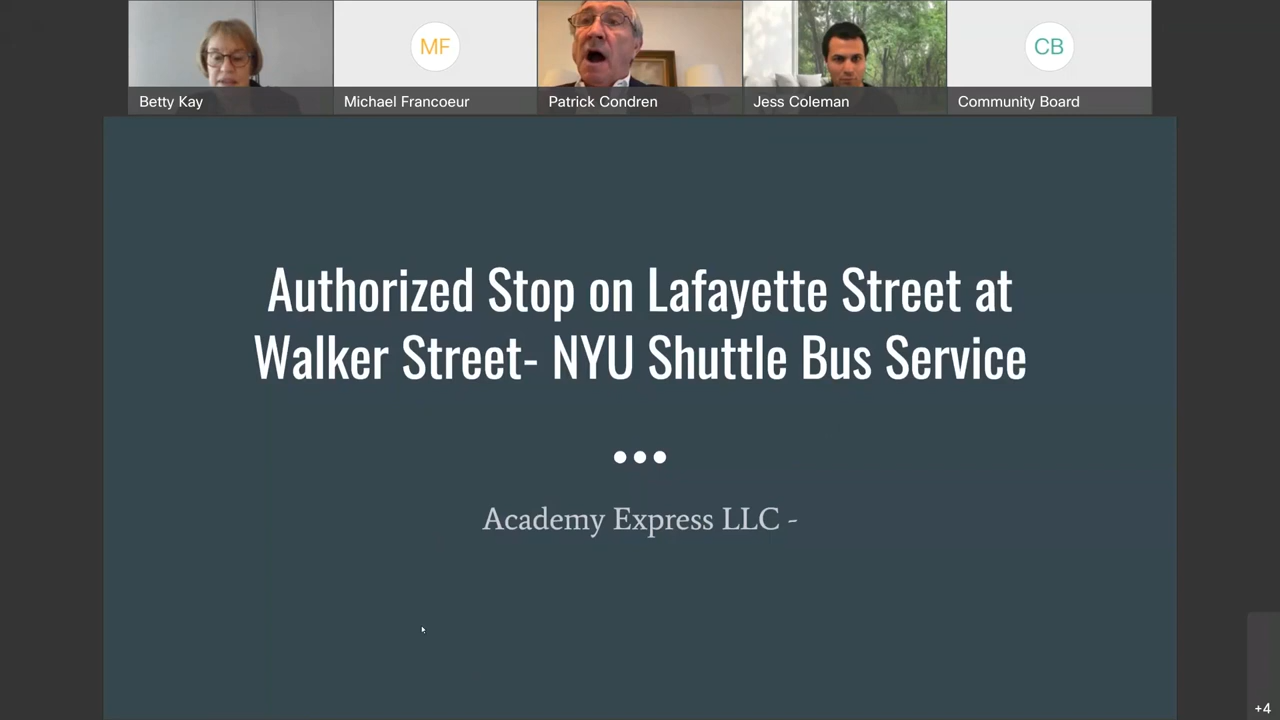 MF
CB
Betty Kay
Michael Francoeur
Patrick Condren
Jess Coleman
Community Board
Authorized Stop on Lafayette Street at
Walker Street- NYU Shuttle Bus Service
Academy Express LLC -
+4